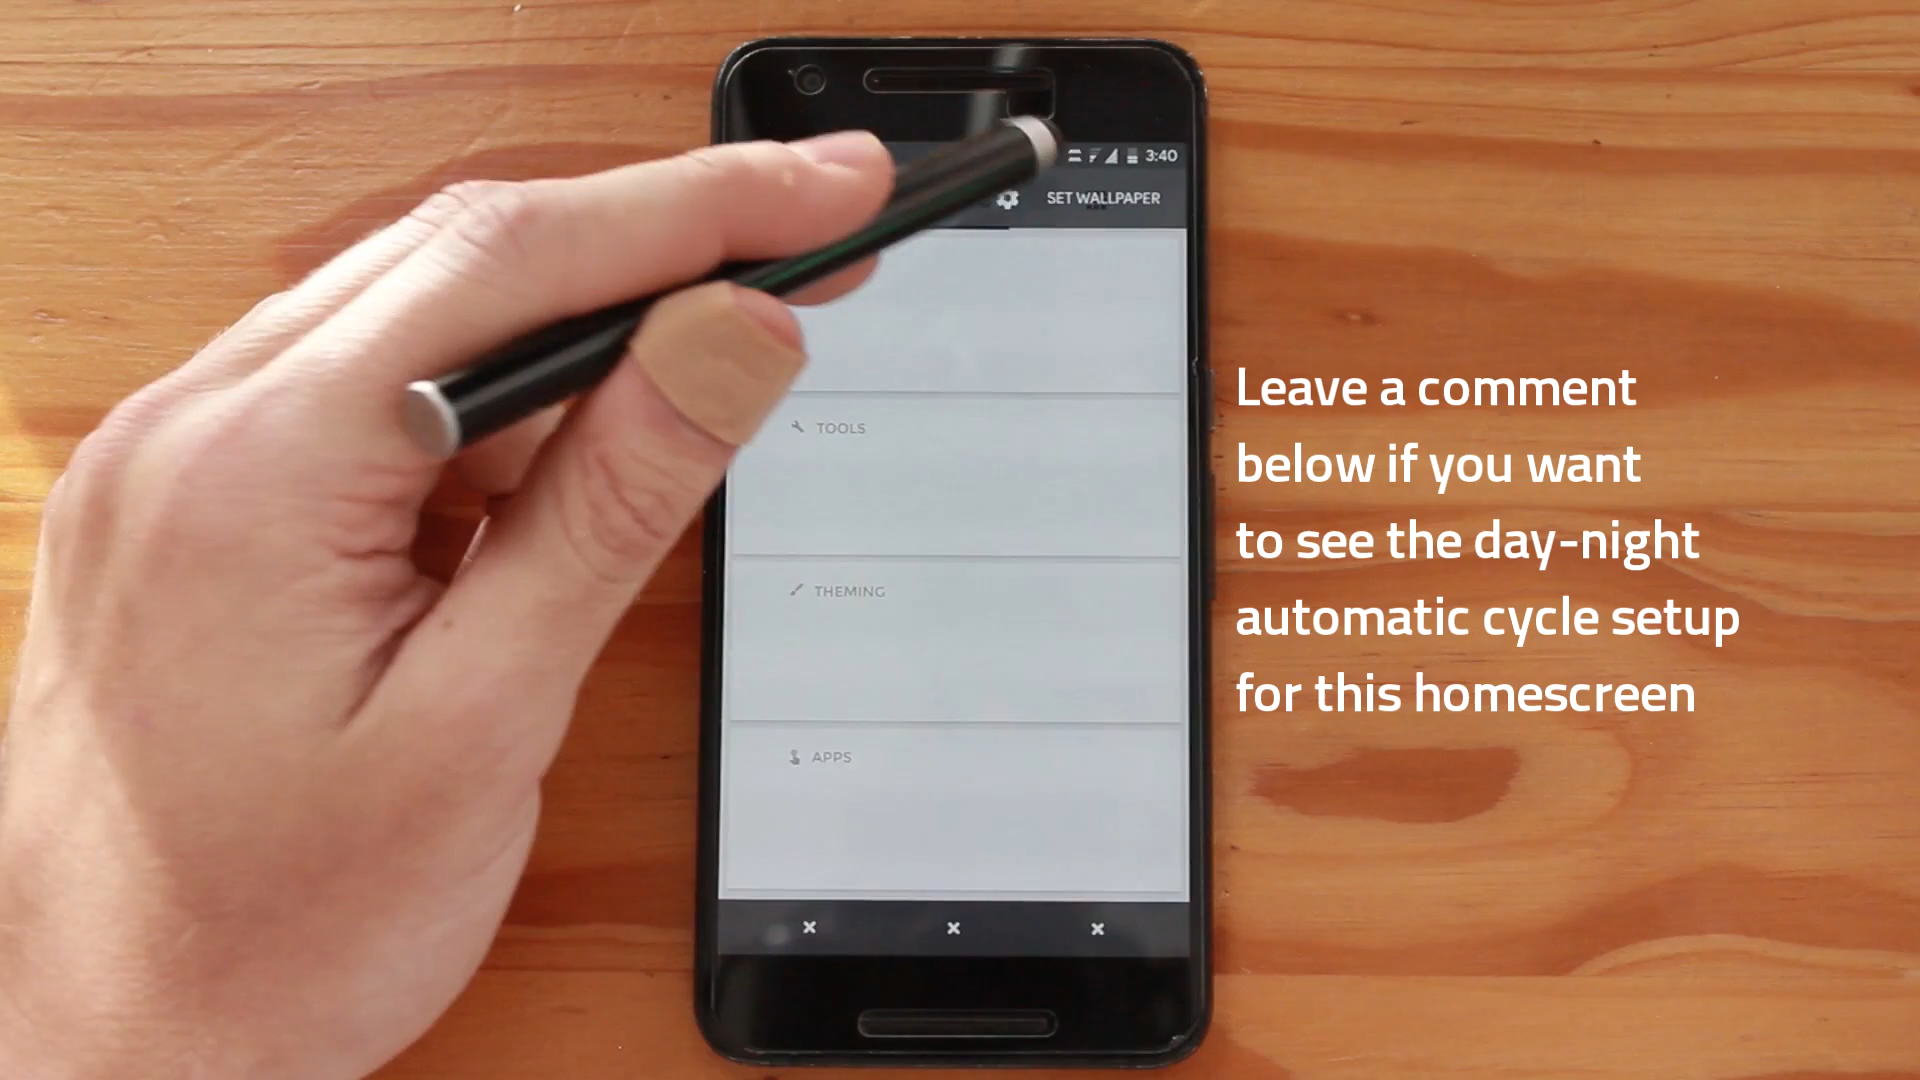 3:40
SET WALLPAPER
TOOLS
THEMING
APPS
Leave a comment
below if you want
to see the day-night
automatic cycle setup
for this homescreen